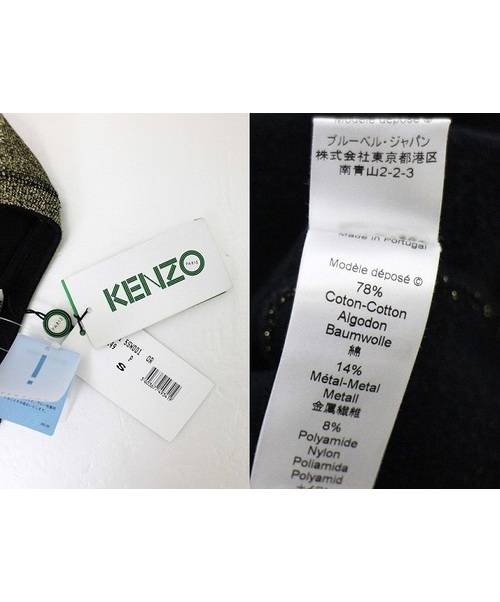 KENZO
PARIS
S
!
Modèle déposé ©
ブルーベル・ジャパン
株式会社東京都港区
南青山2-2-3
Made in Portugal
Modèle déposé ©
78%
Coton-Cotton
Algodon
Baumwolle
綿
14%
Métal-Metal
Metall
金属繊維
8%
Polyamide
Nylon
Poliamida
Polyamid